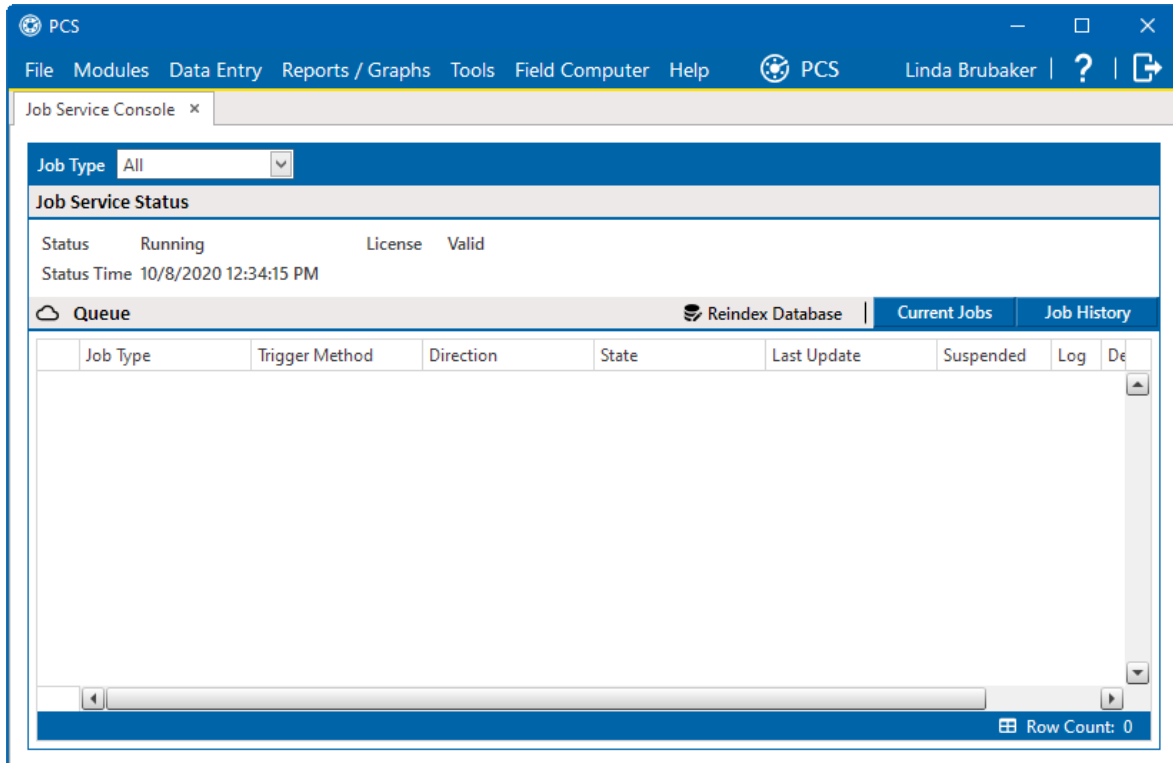 PCS
File Modules Data Entry Reports / Graphs Tools Field Computer Help PCS Linda Brubaker | ? |
Job Service Console ×
Job Type All
Job Service Status
Status Running License Valid
Status Time 10/8/2020 12:34:15 PM
Queue Reindex Database | Current Jobs Job History
Job Type Trigger Method Direction State Last Update Suspended Log De
Row Count: 0